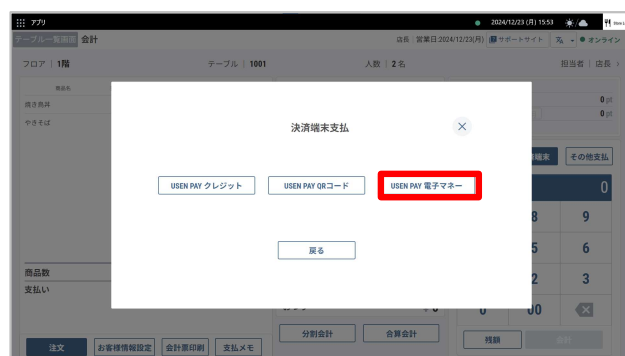 アプリ 2024/12/23 (月) 15:53
テーブル一覧画面 会計 店長 営業日:2024/12/23(月) サポートサイト オンライン
フロア 1階 テーブル 1001 人数 2 名 担当者 店長
商品名
焼き魚丼 0 pt
やきそば 0 pt
決済端末支払
端末 その他支払
USEN PAY クレジット USEN PAY QRコード USEN PAY 電子マネー
0
8 9
戻る 5 6
商品数 2 3
支払い
0 00
注文 お客様情報設定 会計票印刷 支払メモ 分割会計 合算会計 残額 会計